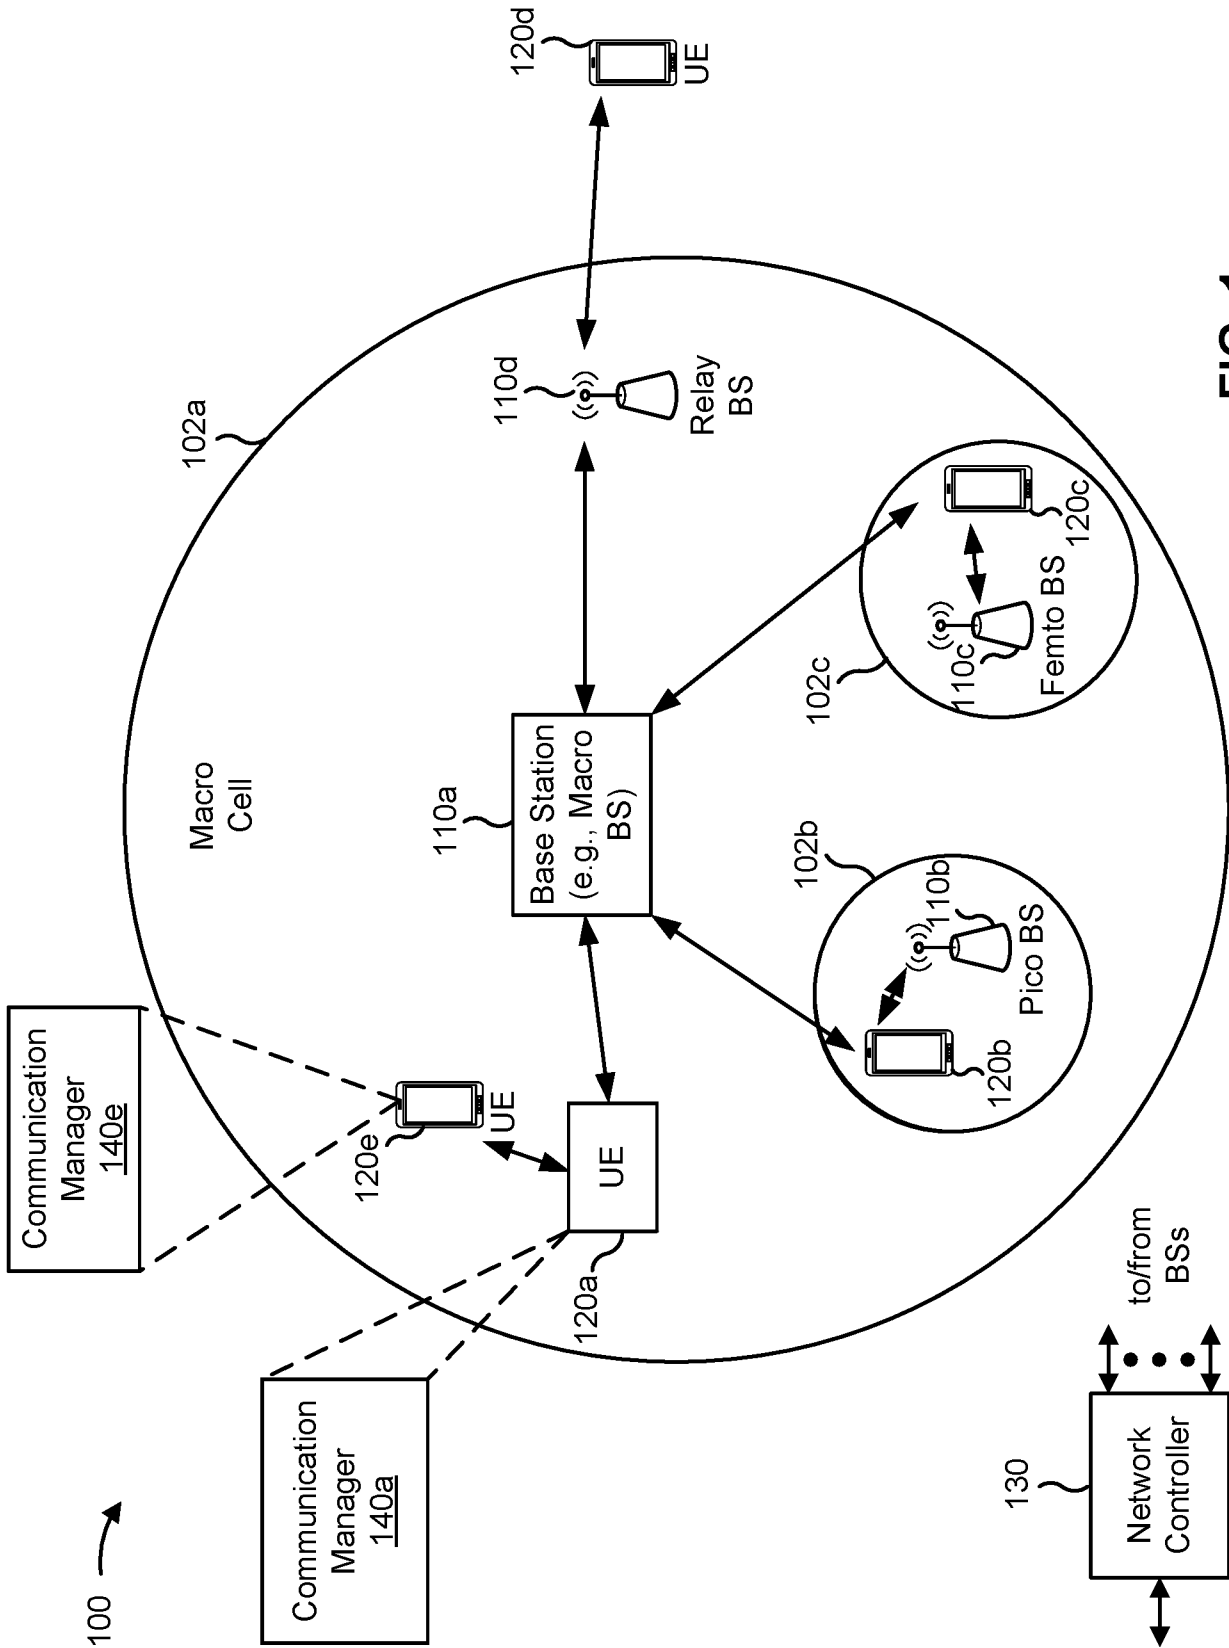 100
Communication
Manager
140a
Communication
Manager
140e
Macro
Cell
102a
120e
UE
120a
UE
110a
Base Station
(e.g., Macro
BS)
110d
Relay
BS
120d
UE
102b
110b
Pico BS
120b
102c
110c
Femto BS
120c
130
Network
Controller
to/from
BSs